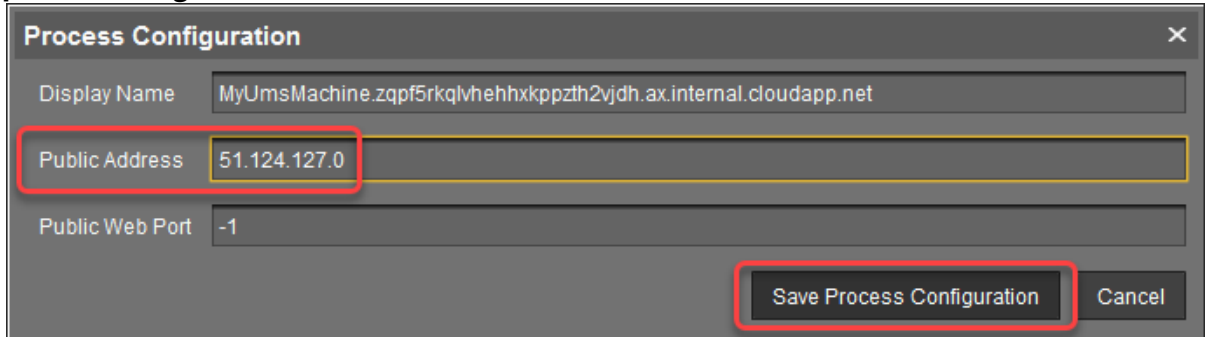 Process Configuration ×
Display Name MyUmsMachine.zqpf5rkqlvhehhxkppzth2vjdh.ax.internal.cloudapp.net
Public Address 51.124.127.0
Public Web Port -1
Save Process Configuration Cancel